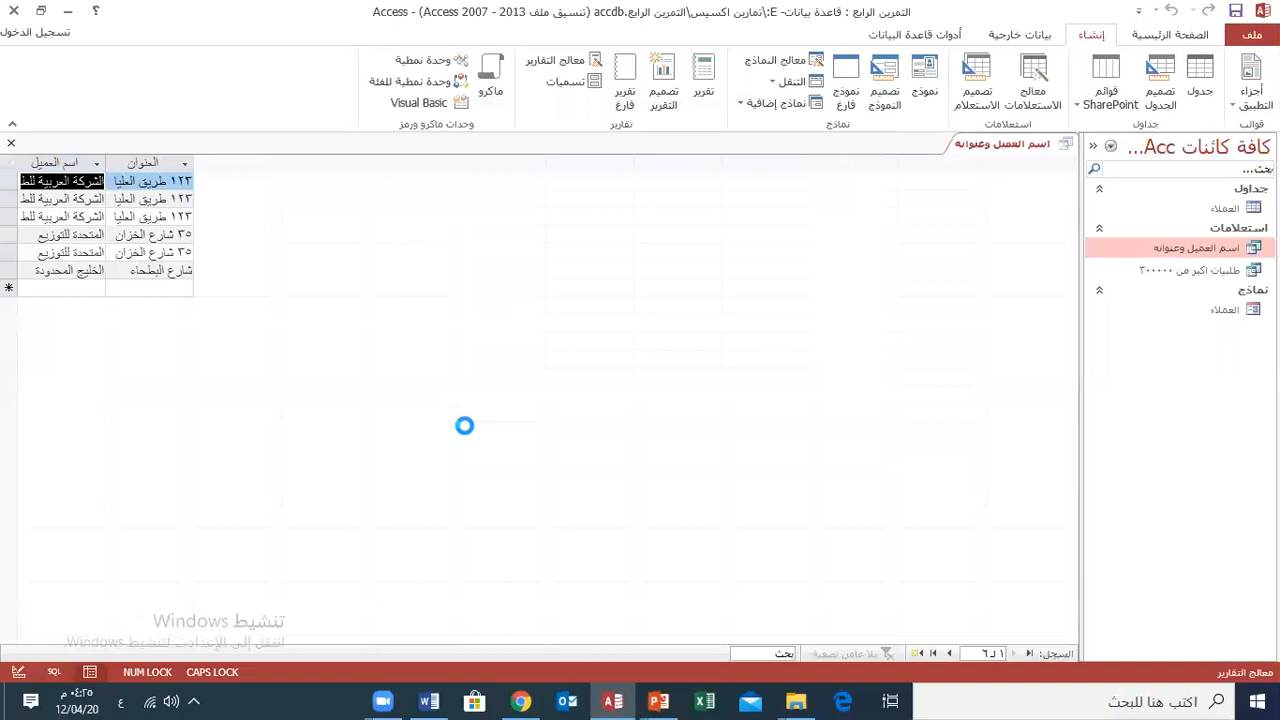 التمرين الرابع : قاعدة بيانات- E:\تمارين اكسيس\التمرين الرابع.accdb (تنسيق ملف Access 2007 - 2013) - Access
ملف
الصفحة الرئيسية
إنشاء
بيانات خارجية
أدوات قاعدة البيانات
تسجيل الدخول
أجزاء التطبيق
قوالب
جدول
تصميم الجدول
قوائم SharePoint
جداول
معالج الاستعلامات
تصميم الاستعلام
استعلامات
نموذج
تصميم النموذج
نموذج فارغ
معالج النماذج
التنقل
نماذج إضافية
نماذج
تقرير
تصميم التقرير
تقرير فارغ
معالج التقارير
تسميات
تقارير
ماكرو
وحدة نمطية
وحدة نمطية للفئة
Visual Basic
وحدات ماكرو ورمز
كافة كائنات Acc...
بحث...
جداول
العملاء
استعلامات
اسم العميل وعنوانه
طلبيات اكبر من ٢٠٠٠٠٠
نماذج
العملاء
اسم العميل وعنوانه
العنوان اسم العميل
١٢٣ طريق العليا الشركة العربية للط
١٢٣ طريق العليا الشركة العربية للط
١٢٣ طريق العليا الشركة العربية للط
٣٥ شارع الخزان المتحدة للتوزيع
٣٥ شارع الخزان المتحدة للتوزيع
شارع البطحاء الخليج المحدودة
تنشيط Windows
انتقل إلى الإعدادات لتنشيط Windows.
السجل: ١ لـ ٦ بلا عامل تصفية بحث
معالج التقارير
CAPS LOCK
NUM LOCK
SQL
اكتب هنا للبحث
ع
٠٤:٢٥ م
12/04/20